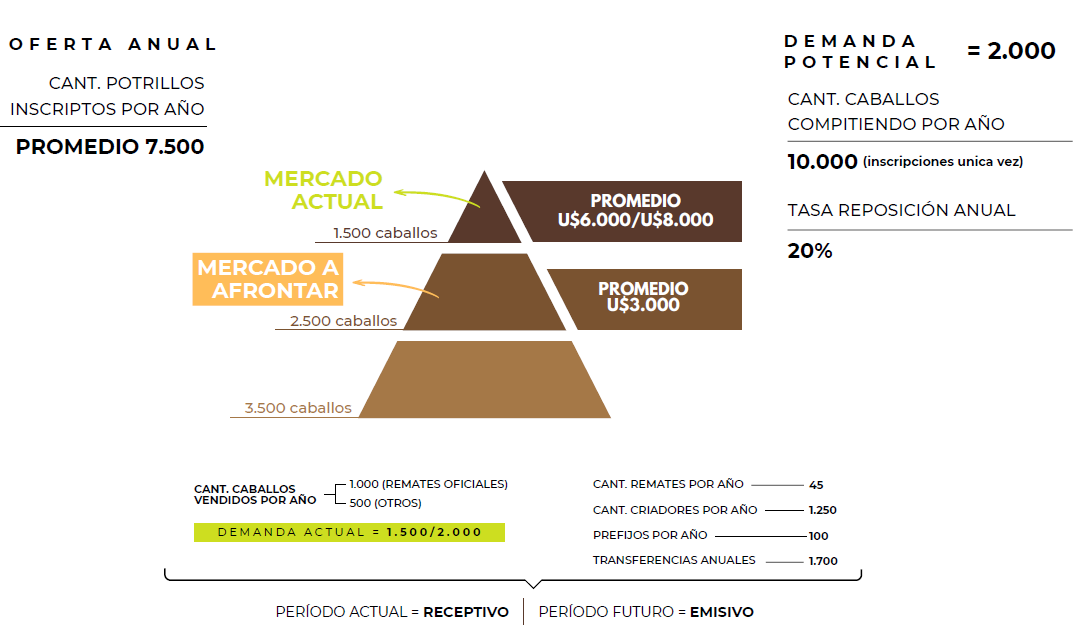 OFERTA ANUAL
CANT. POTRILLOS
INSCRIPTOS POR AÑO
PROMEDIO 7.500
DEMANDA
POTENCIAL
= 2.000
CANT. CABALLOS
COMPITIENDO POR AÑO
10.000 (inscripciones unica vez)
TASA REPOSICIÓN ANUAL
20%
MERCADO
ACTUAL
1.500 caballos
PROMEDIO
U$6.000/U$8.000
MERCADO A
AFRONTAR
2.500 caballos
PROMEDIO
U$3.000
3.500 caballos
CANT. CABALLOS
VENDIDOS POR AÑO
1.000 (REMATES OFICIALES)
500 (OTROS)
DEMANDA ACTUAL = 1.500/2.000
CANT. REMATES POR AÑO 45
CANT. CRIADORES POR AÑO 1.250
PREFIJOS POR AÑO 100
TRANSFERENCIAS ANUALES 1.700
PERÍODO ACTUAL = RECEPTIVO
PERÍODO FUTURO = EMISIVO